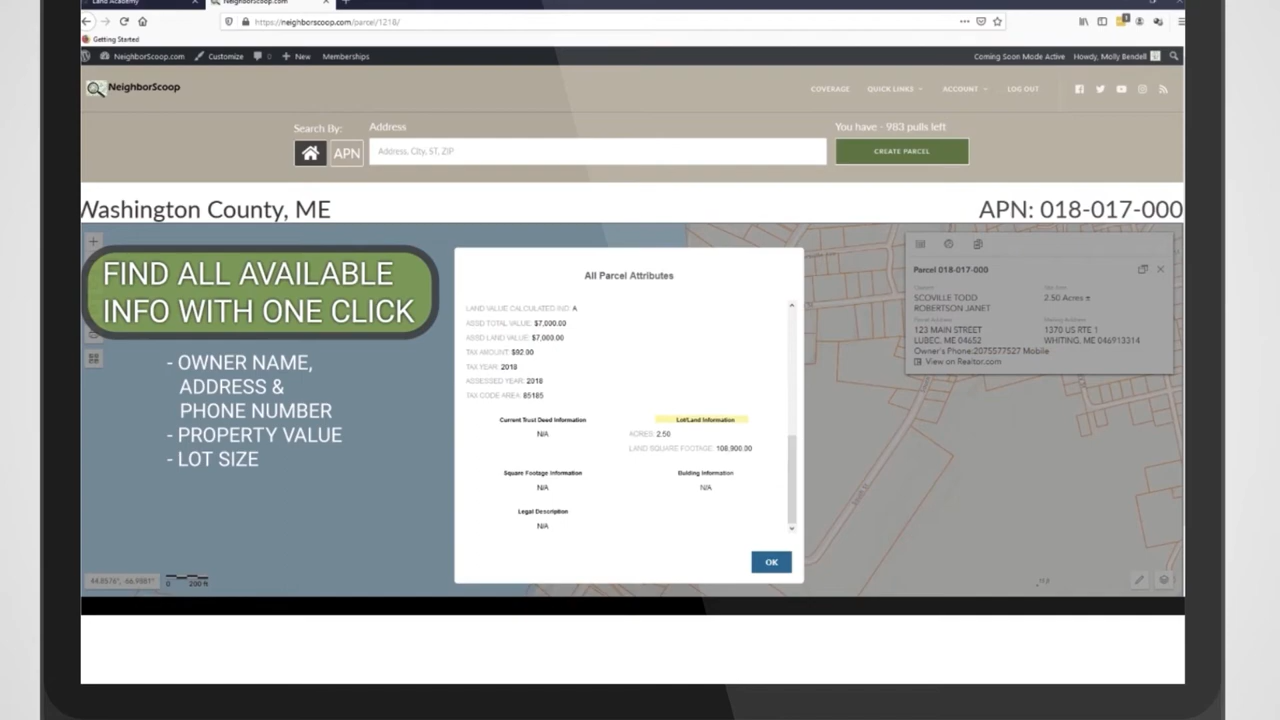 Land Academy
NeighborScoop.com
https://neighborscoop.com/parcel/1218/
Getting Started
NeighborScoop.com Customize 0 New Memberships
Coming Soon Mode Active Howdy, Molly Bendell
NeighborScoop
COVERAGE QUICK LINKS ACCOUNT LOG OUT
Search By: Address You have - 983 pulls left
APN Address, City, ST, ZIP CREATE PARCEL
Washington County, ME APN: 018-017-000
FIND ALL AVAILABLE
INFO WITH ONE CLICK
- OWNER NAME,
ADDRESS &
PHONE NUMBER
- PROPERTY VALUE
- LOT SIZE
All Parcel Attributes
LAND VALUE CALCULATED IND: A
ASSD TOTAL VALUE: $7,000.00
ASSD LAND VALUE: $7,000.00
TAX AMOUNT: $92.00
TAX YEAR: 2018
ASSESSED YEAR: 2018
TAX CODE AREA: 85185
Current Trust Deed Information Lot/Land Information
N/A ACRES: 2.50
LAND SQUARE FOOTAGE: 108,900.00
Square Footage Information Building Information
N/A N/A
Legal Description
N/A
OK
Parcel 018-017-000
SCOVILLE TODD 2.50 Acres ±
ROBERTSON JANET
123 MAIN STREET 1370 US RTE 1
LUBEC, ME 04652 WHITING, ME 046913314
Owner's Phone:2075577527 Mobile
View on Realtor.com
44.8576°, -66.9881°
0 200 ft